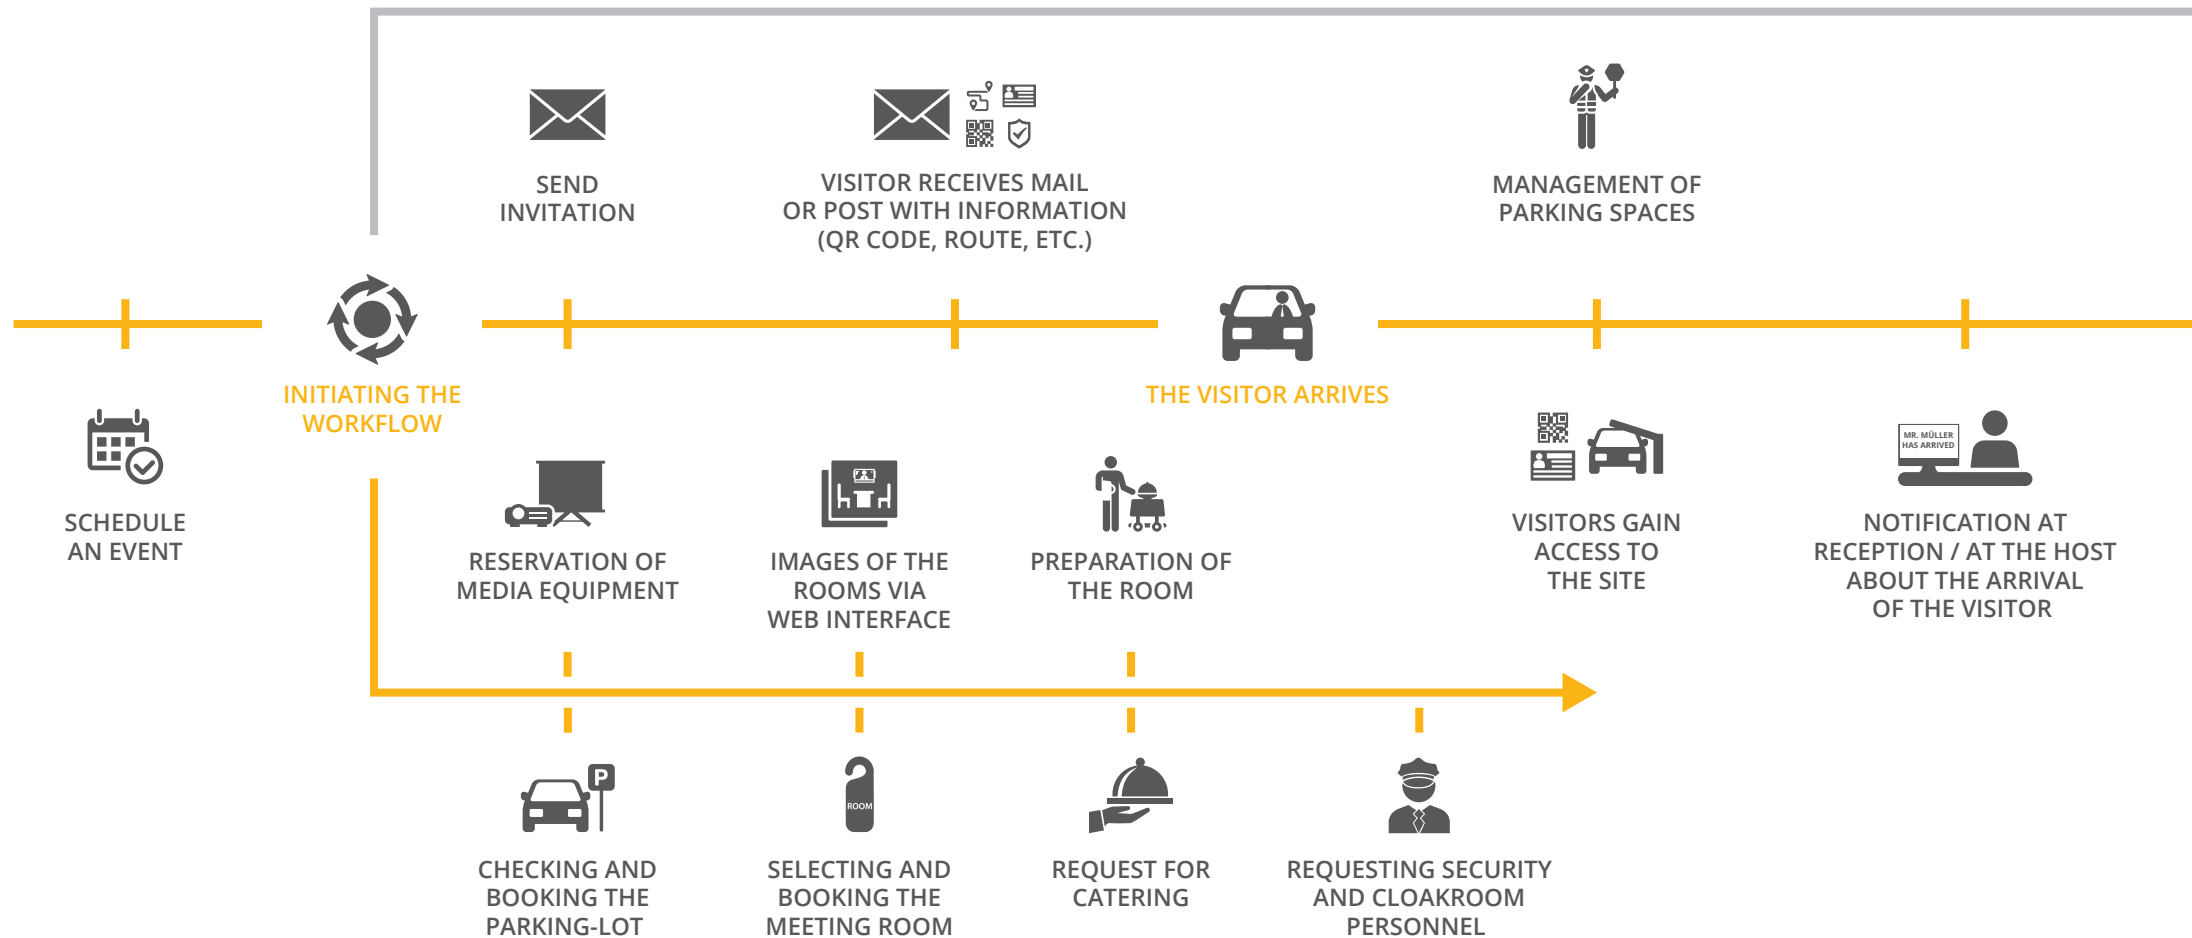 SEND
INVITATION
VISITOR RECEIVES MAIL
OR POST WITH INFORMATION
(QR CODE, ROUTE, ETC.)
MANAGEMENT OF
PARKING SPACES
INITIATING THE
WORKFLOW
THE VISITOR ARRIVES
SCHEDULE
AN EVENT
RESERVATION OF
MEDIA EQUIPMENT
IMAGES OF THE
ROOMS VIA
WEB INTERFACE
PREPARATION OF
THE ROOM
VISITORS GAIN
ACCESS TO
THE SITE
MR. MÜLLER
HAS ARRIVED
NOTIFICATION AT
RECEPTION / AT THE HOST
ABOUT THE ARRIVAL
OF THE VISITOR
P
CHECKING AND
BOOKING THE
PARKING-LOT
ROOM
SELECTING AND
BOOKING THE
MEETING ROOM
REQUEST FOR
CATERING
REQUESTING SECURITY
AND CLOAKROOM
PERSONNEL